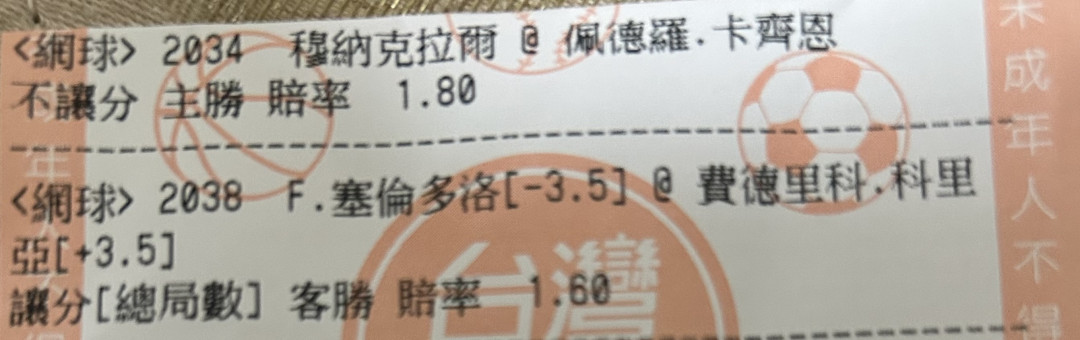 <網球> 2034 穆納克拉爾 @ 佩德羅.卡齊恩
不讓分 主勝 賠率 1.80
<網球> 2038 F.塞倫多洛[-3.5] @ 費德里科.科里
亞[+3.5]
讓分[總局數] 客勝 賠率 1.60
台灣
未成年人不得